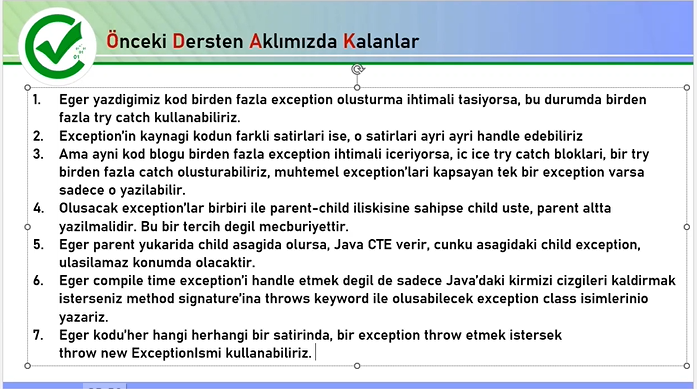 Önceki Dersten Aklımızda Kalanlar
1. Eger yazdigimiz kod birden fazla exception olusturma ihtimali tasiyorsa, bu durumda birden
fazla try catch kullanabiliriz.
2. Exception'in kaynagi kodun farkli satirlari ise, o satirlari ayri ayri handle edebiliriz
3. Ama ayni kod blogu birden fazla exception ihtimali iceriyorsa, ic ice try catch bloklari, bir try
birden fazla catch olusturabiliriz, muhtemel exception'lari kapsayan tek bir exception varsa
sadece o yazilabilir.
4. Olusacak exception'lar birbiri ile parent-child iliskisine sahipse child uste, parent altta
yazilmalidir. Bu bir tercih degil mecburiyettir.
5. Eger parent yukarida child asagida olursa, Java CTE verir, cunku asagidaki child exception,
ulasilamaz konumda olacaktir.
6. Eger compile time exception'i handle etmek degil de sadece Java'daki kirmizi cizgileri kaldirmak
isterseniz method signature'ina throws keyword ile olusabilecek exception class isimlerinio
yazariz.
7. Eger kodu'her hangi herhangi bir satirinda, bir exception throw etmek istersek
throw new ExceptionIsmi kullanabiliriz.